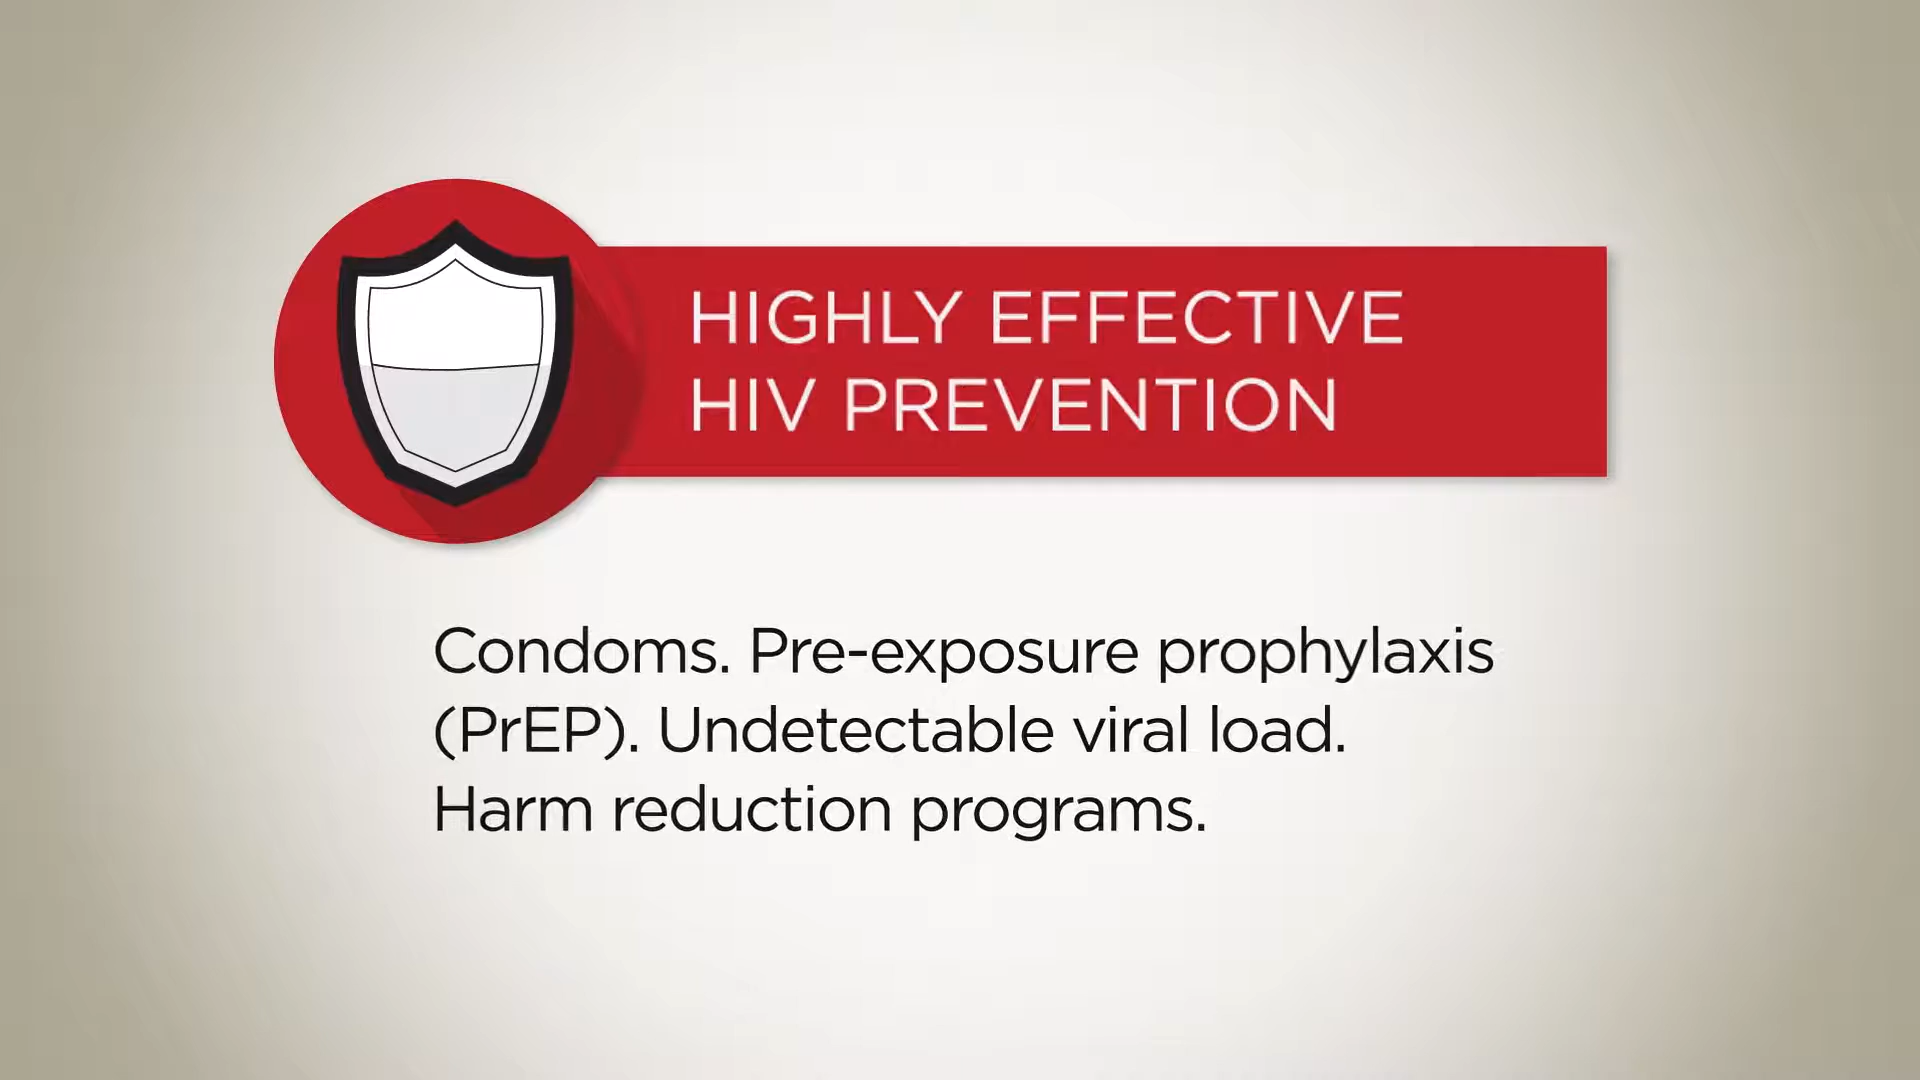 HIGHLY EFFECTIVE
HIV PREVENTION
Condoms. Pre-exposure prophylaxis
(PrEP). Undetectable viral load.
Harm reduction programs.